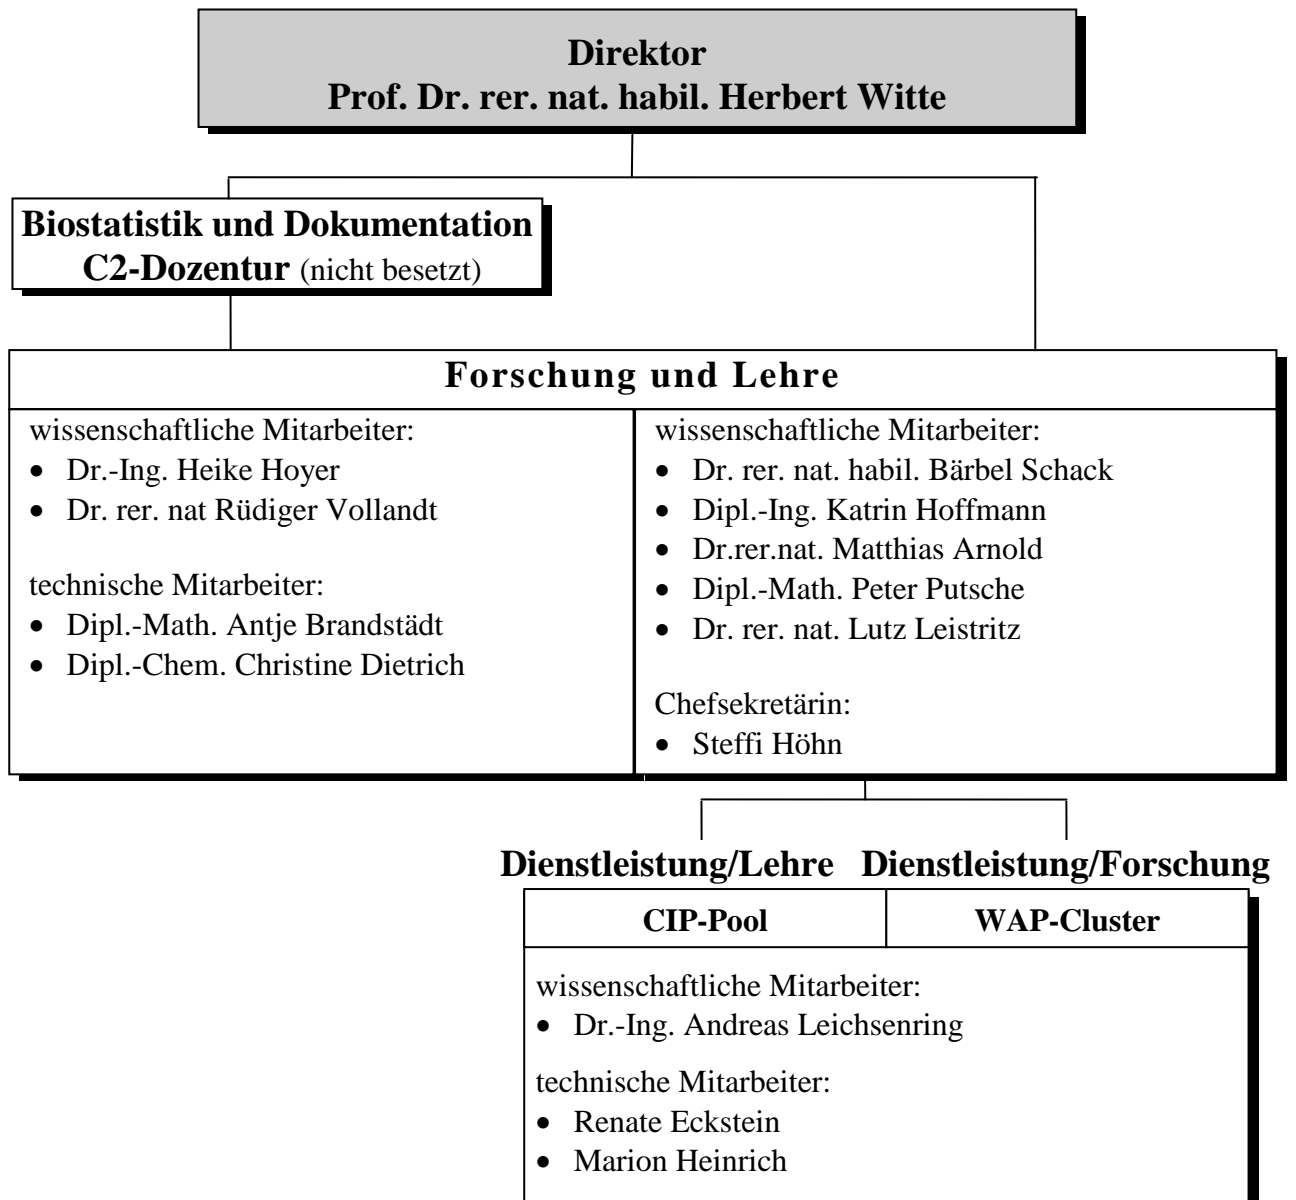 Direktor
Prof. Dr. rer. nat. habil. Herbert Witte
Biostatistik und Dokumentation
C2-Dozentur (nicht besetzt)
Forschung und Lehre
wissenschaftliche Mitarbeiter:
• Dr.-Ing. Heike Hoyer
• Dr. rer. nat Rüdiger Vollandt
technische Mitarbeiter:
• Dipl.-Math. Antje Brandstädt
• Dipl.-Chem. Christine Dietrich
wissenschaftliche Mitarbeiter:
• Dr. rer. nat. habil. Bärbel Schack
• Dipl.-Ing. Katrin Hoffmann
• Dr.rer.nat. Matthias Arnold
• Dipl.-Math. Peter Putsche
• Dr. rer. nat. Lutz Leistritz
Chefsekretärin:
• Steffi Höhn
Dienstleistung/Lehre Dienstleistung/Forschung
CIP-Pool WAP-Cluster
wissenschaftliche Mitarbeiter:
• Dr.-Ing. Andreas Leichsenring
technische Mitarbeiter:
• Renate Eckstein
• Marion Heinrich